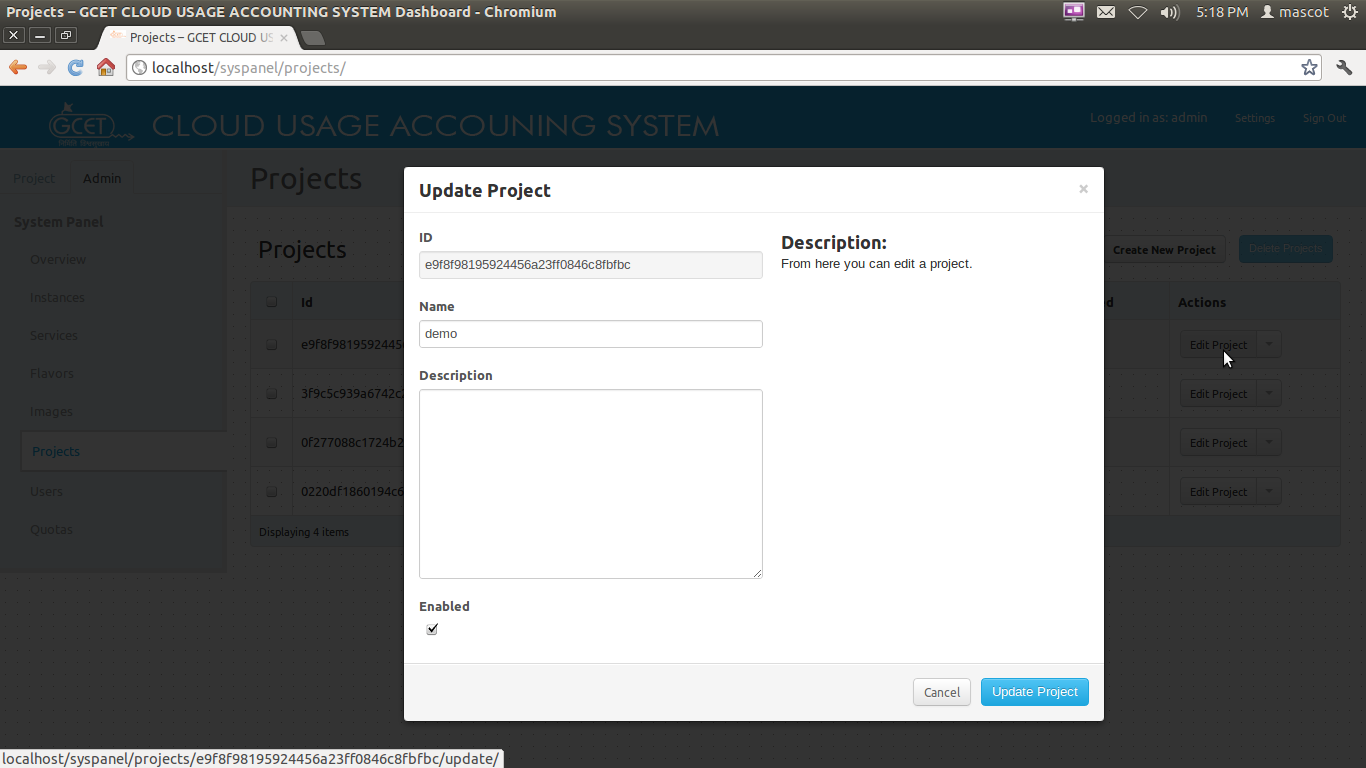 Projects – GCET CLOUD USAGE ACCOUNTING SYSTEM Dashboard - Chromium
5:18 PM mascot
Projects – GCET CLOUD US
localhost/syspanel/projects/
GCET CLOUD USAGE ACCOUNING SYSTEM
Logged in as: admin Settings Sign Out
Project Admin
Projects
System Panel
Overview
Instances
Services
Flavors
Images
Projects
Users
Quotas
Projects
Create New Project Delete Projects
Id
d Actions
e9f8f9819592445 Edit Project
3f9c5c939a6742c Edit Project
0f277088c1724b2 Edit Project
0220df1860194c6 Edit Project
Displaying 4 items
Update Project ×
ID
e9f8f98195924456a23ff0846c8fbfbc
Name
demo
Description
Enabled
Description:
From here you can edit a project.
Cancel Update Project
localhost/syspanel/projects/e9f8f98195924456a23ff0846c8fbfbc/update/